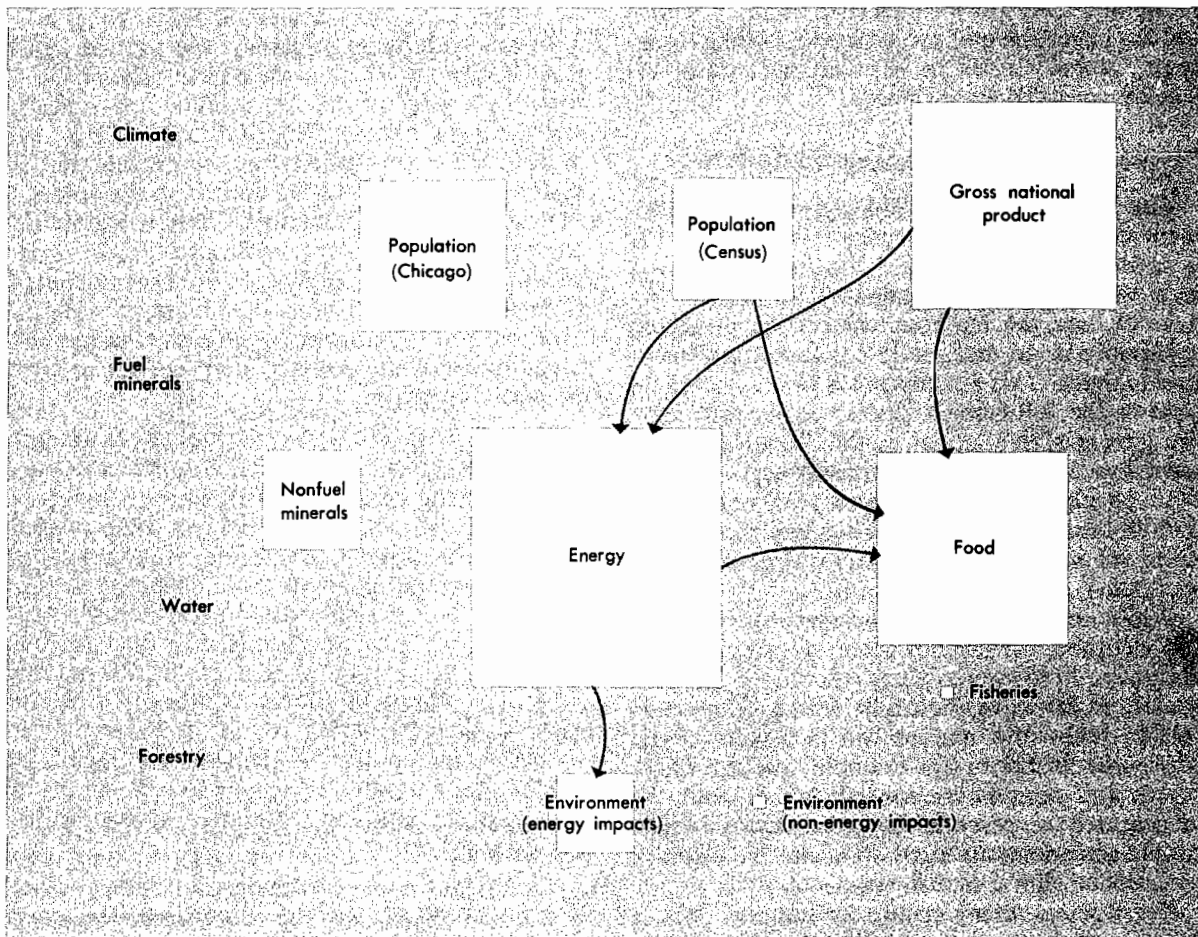 Climate
Gross national
product
Population
(Chicago)
Population
(Census)
Fuel
minerals
Nonfuel
minerals
Energy
Food
Water
Fisheries
Forestry
Environment
(energy impacts)
Environment
(non-energy impacts)